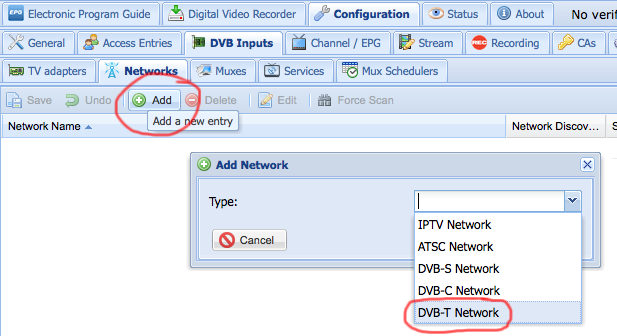 EPG Electronic Program Guide Digital Video Recorder Configuration Status About No verif
General Access Entries DVB Inputs Channel / EPG Stream REC Recording CAs
TV adapters Networks Muxes Services Mux Schedulers
Save Undo Add Delete Edit Force Scan
Add a new entry
Network Name Network Discov... S
Add Network
Type:
IPTV Network
ATSC Network
DVB-S Network
DVB-C Network
DVB-T Network
Cancel